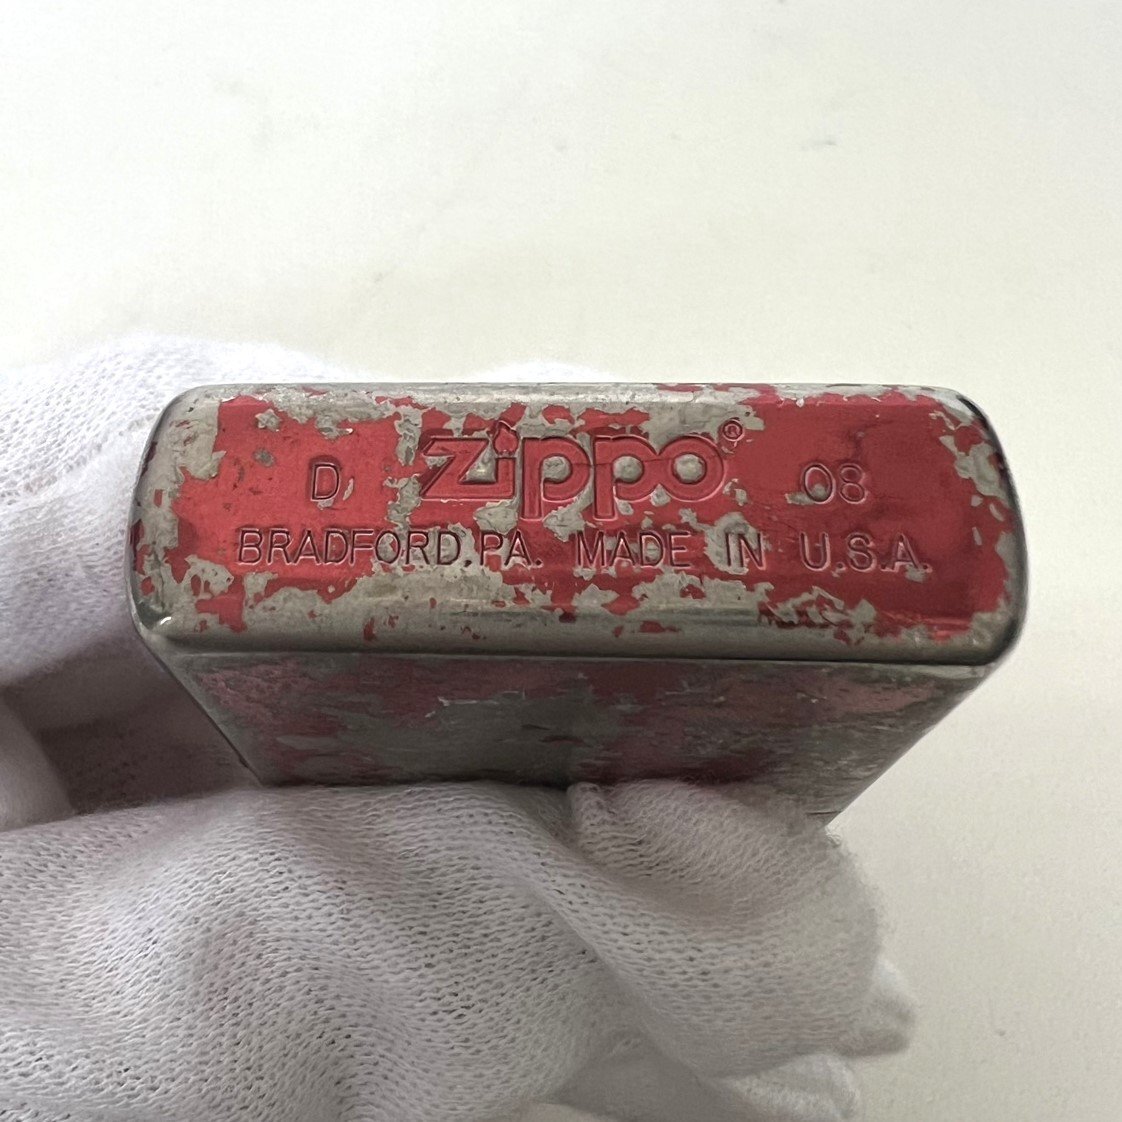 D zippo® 08
BRADFORD,PA. MADE IN U.S.A.